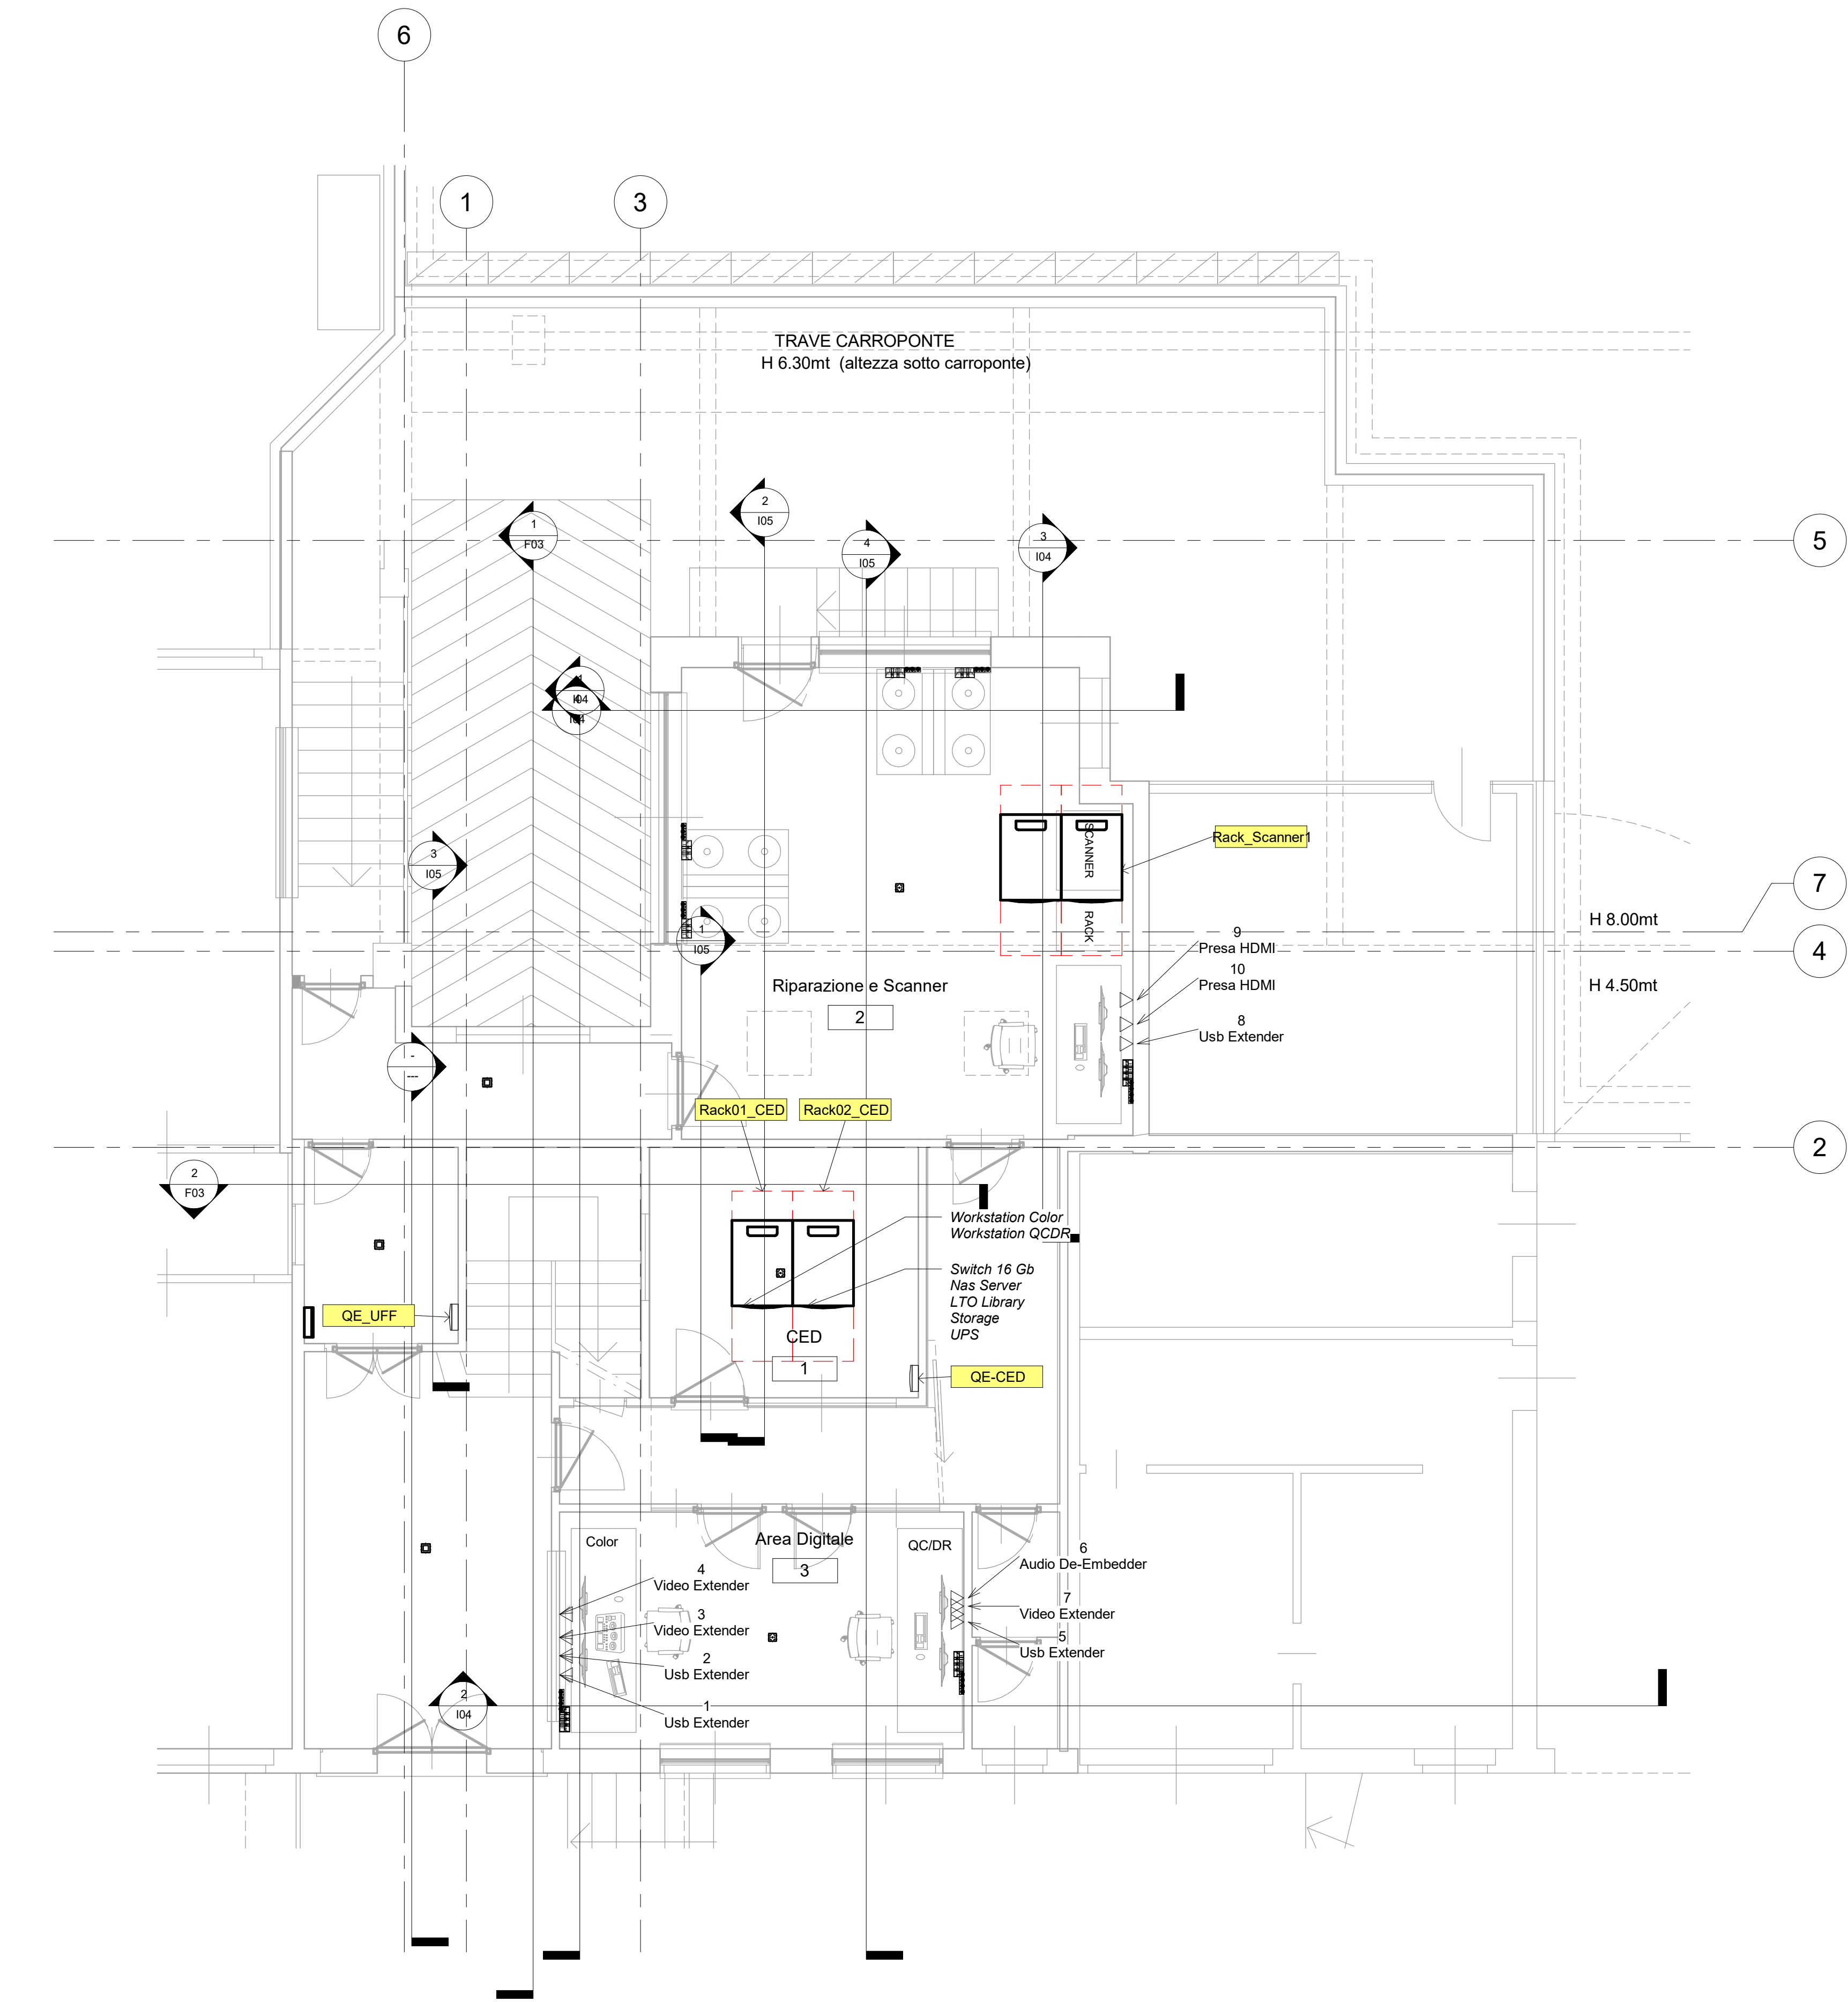 6
1
3
TRAVE CARROPONTE
H 6.30mt (altezza sotto carroponte)
2
I05
1
F03
4
I05
3
I04
5
I04
I04
SCANNER
RACK
Rack_Scanner1
3
I05
7
H 8.00mt
1
I05
9
Presa HDMI
4
10
Presa HDMI
H 4.50mt
Riparazione e Scanner
2
8
Usb Extender
-
---
Rack01_CED
Rack02_CED
2
2
F03
Workstation Color
Workstation QCDR
Switch 16 Gb
Nas Server
LTO Library
Storage
UPS
QE_UFF
CED
1
QE-CED
Color
Area Digitale
3
QC/DR
6
Audio De-Embedder
4
Video Extender
7
Video Extender
3
Video Extender
5
Usb Extender
2
Usb Extender
1
Usb Extender
2
I04